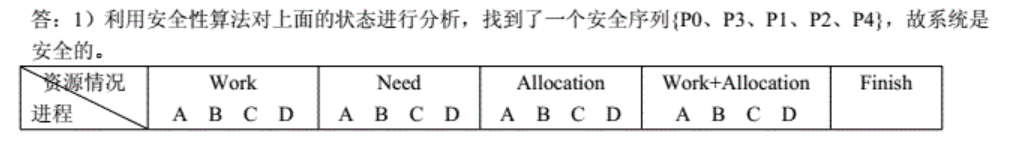 答：1）利用安全性算法对上面的状态进行分析，找到了一个安全序列{P0、P3、P1、P2、P4}，故系统是
安全的。
资源情况 Work Need Allocation Work+Allocation Finish
进程 A B C D A B C D A B C D A B C D